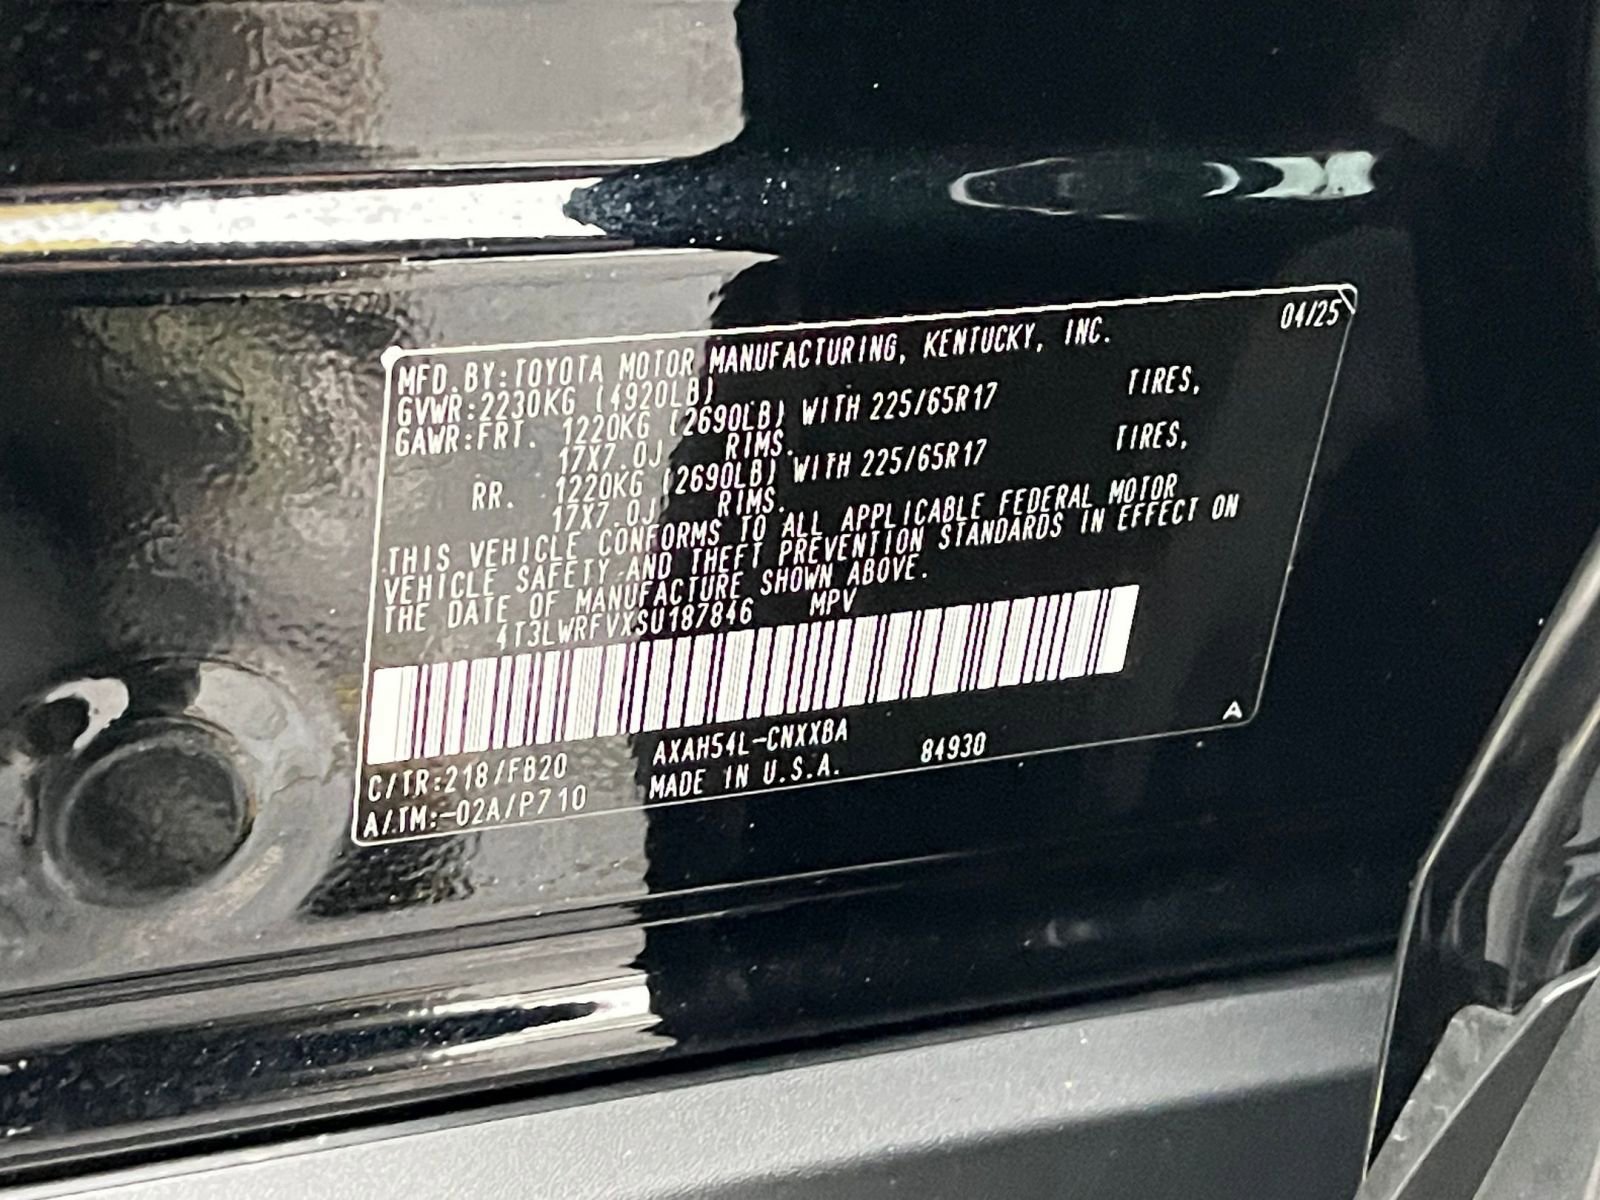 04/25
MFD.BY:TOYOTA MOTOR MANUFACTURING, KENTUCKY, INC.
GVWR:2230KG (4920LB)
GAWR:FRT. 1220KG (2690LB) WITH 225/65R17 TIRES,
17X7.0J RIMS.
RR. 1220KG (2690LB) WITH 225/65R17 TIRES,
17X7.0J RIMS.
THIS VEHICLE CONFORMS TO ALL APPLICABLE FEDERAL MOTOR
VEHICLE SAFETY AND THEFT PREVENTION STANDARDS IN EFFECT ON
THE DATE OF MANUFACTURE SHOWN ABOVE.
4T3LWRFVXSU187846 MPV
C/TR:218/FB20 AXAH54L-CNXXBA A
A/TM:-02A/P710 MADE IN U.S.A. 84930